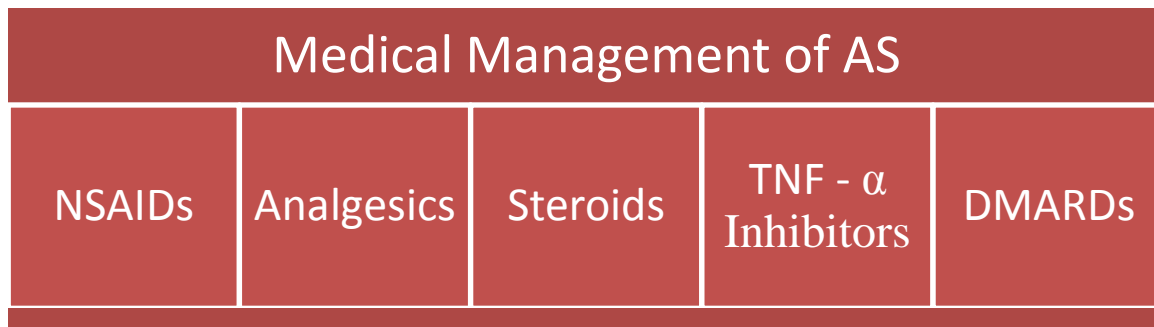 Medical Management of AS
NSAIDs
Analgesics
Steroids
TNF - α
Inhibitors
DMARDs